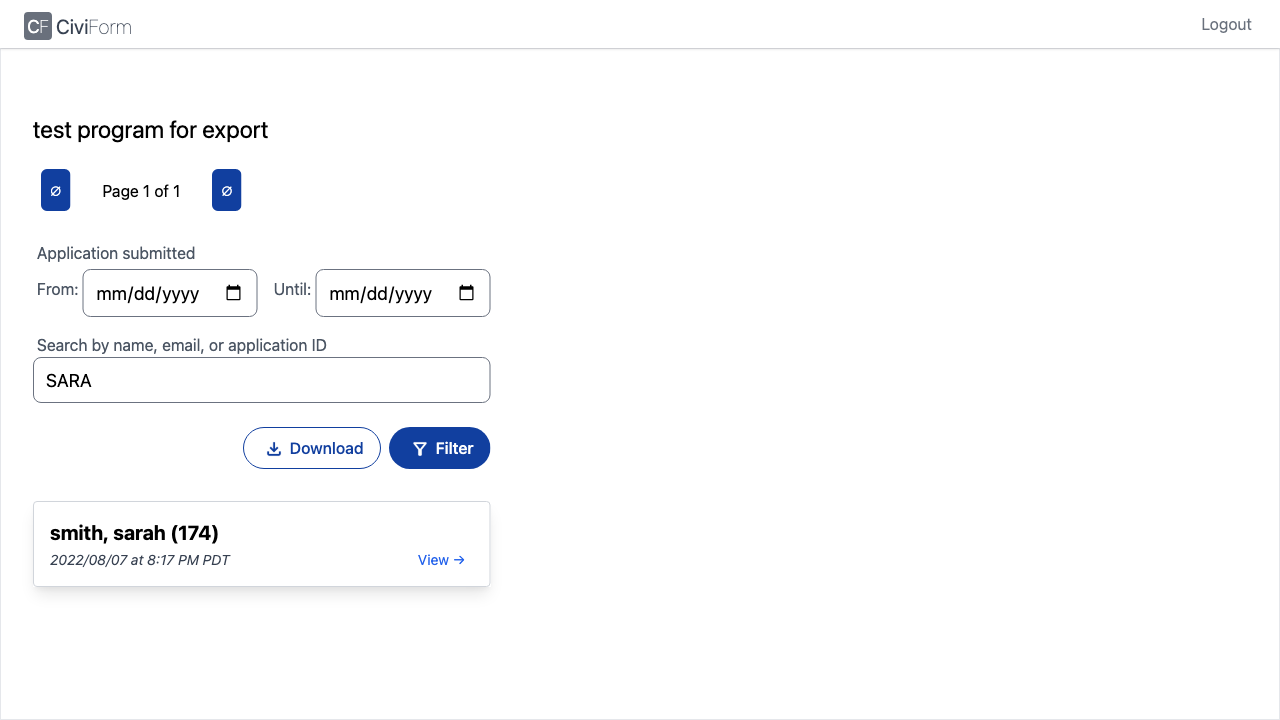 CF CiviForm
Logout
test program for export
∅ Page 1 of 1 ∅
Application submitted
From: mm/dd/yyyy Until: mm/dd/yyyy
Search by name, email, or application ID
SARA
Download Filter
smith, sarah (174)
2022/08/07 at 8:17 PM PDT View →